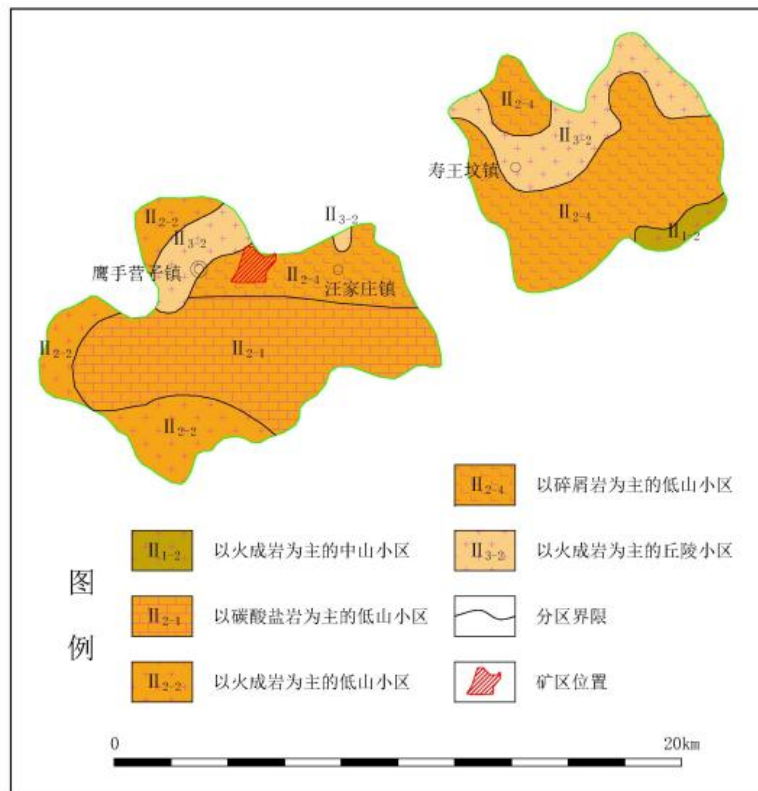 Ⅱ₂₋₄
Ⅱ₃₋₂
寿王坟镇
Ⅱ₂₋₄
Ⅱ₁₋₂
Ⅱ₂₋₂
Ⅱ₃₋₂
Ⅱ₃₋₂
鹰手营子镇
Ⅱ₂₋₄
汪家庄镇
Ⅱ₂₋₂
Ⅱ₂₋₁
Ⅱ₂₋₂
图例
Ⅱ₂₋₄ 以碎屑岩为主的低山小区
Ⅱ₁₋₂ 以火成岩为主的中山小区
Ⅱ₃₋₂ 以火成岩为主的丘陵小区
Ⅱ₂₋₁ 以碳酸盐岩为主的低山小区
分区界限
Ⅱ₂₋₂ 以火成岩为主的低山小区
矿区位置
0 20km